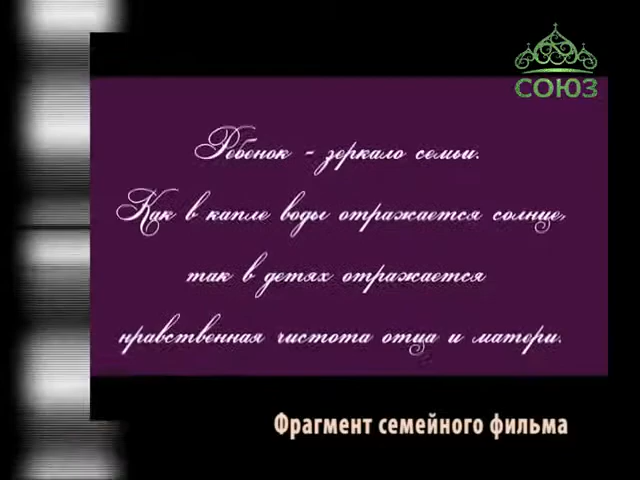 СОЮЗ
Ребенок - зеркало семьи.
Как в капле воды отражается солнце,
так в детях отражается
нравственная чистота отца и матери.
Фрагмент семейного фильма